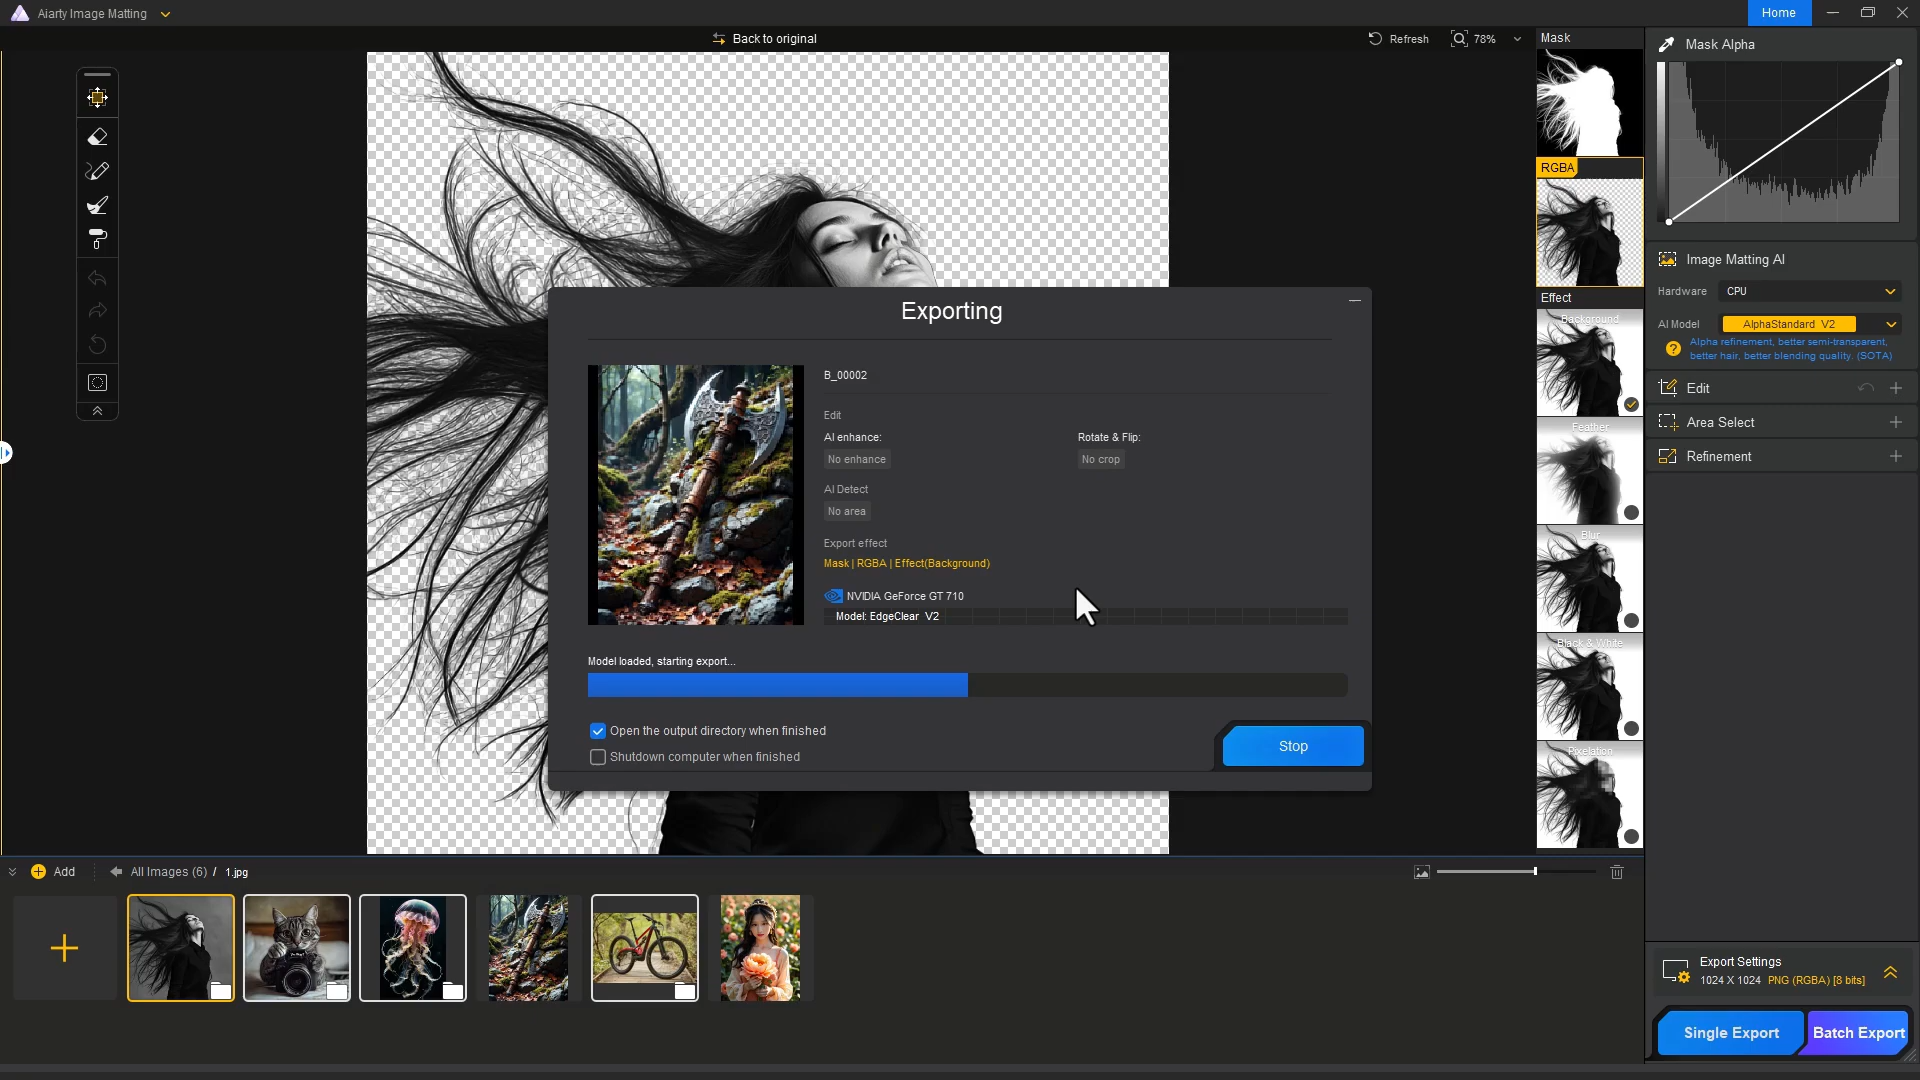 Aiarty Image Matting
Home
Back to original
Refresh
78%
Mask
RGBA
Effect
Background
Feather
Blur
Black & White
Pixelation
Mask Alpha
Image Matting AI
Hardware CPU
AI Model AlphaStandard V2
Alpha refinement, better semi-transparent,
better hair, better blending quality. (SOTA)
Edit
Area Select
Refinement
Exporting
B_00002
Edit
AI enhance: Rotate & Flip:
No enhance No crop
AI Detect
No area
Export effect
Mask | RGBA | Effect(Background)
NVIDIA GeForce GT 710
Model: EdgeClear V2
Model loaded, starting export...
Open the output directory when finished
Shutdown computer when finished
Stop
Add
All Images (6) / 1.jpg
Export Settings
1024 X 1024 PNG (RGBA) [8 bits]
Single Export
Batch Export